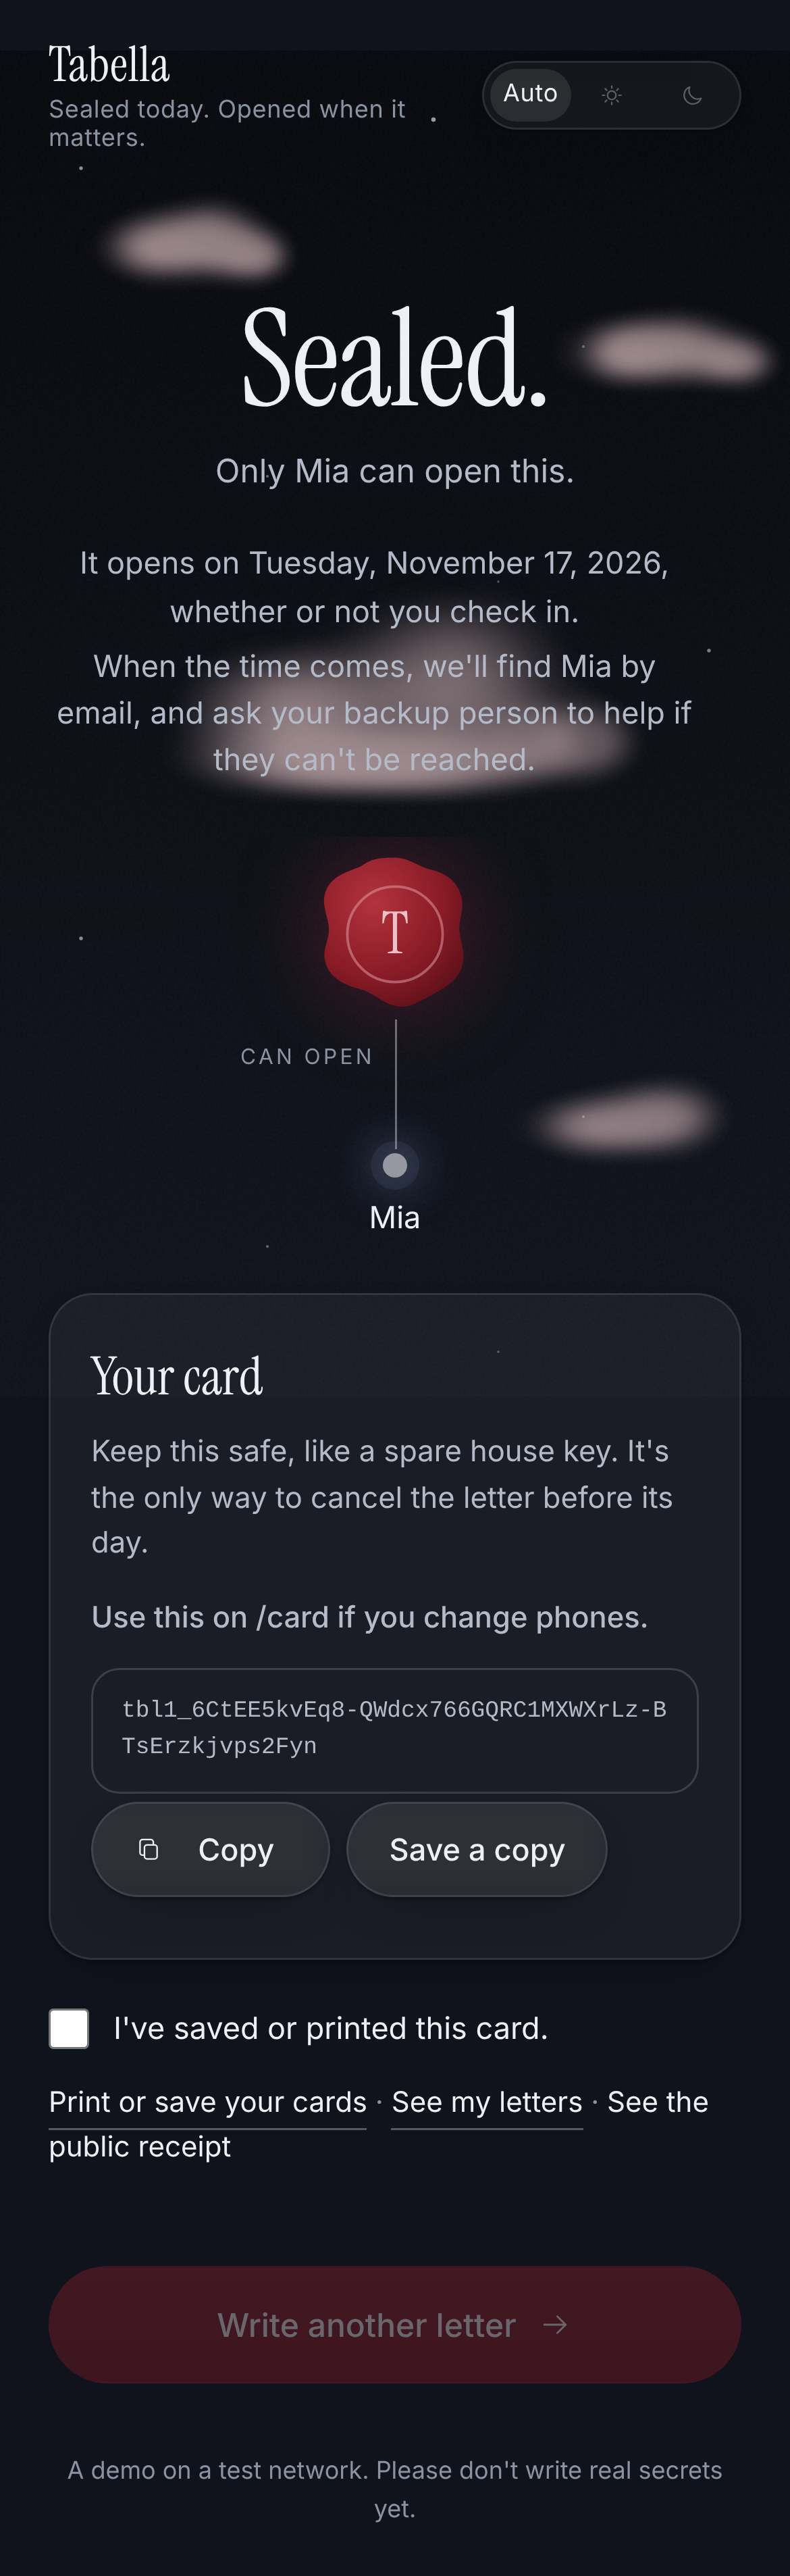 Tabella
Sealed today. Opened when it
matters.
Auto
Sealed.
Only Mia can open this.
It opens on Tuesday, November 17, 2026,
whether or not you check in.
When the time comes, we'll find Mia by
email, and ask your backup person to help if
they can't be reached.
T
CAN OPEN
Mia
Your card
Keep this safe, like a spare house key. It's
the only way to cancel the letter before its
day.
Use this on /card if you change phones.
tbl1_6CtEE5kvEq8-QWdcx766GQRC1MXWXrLz-B
TsErzkjvps2Fyn
Copy
Save a copy
I've saved or printed this card.
Print or save your cards · See my letters · See the
public receipt
Write another letter →
A demo on a test network. Please don't write real secrets
yet.